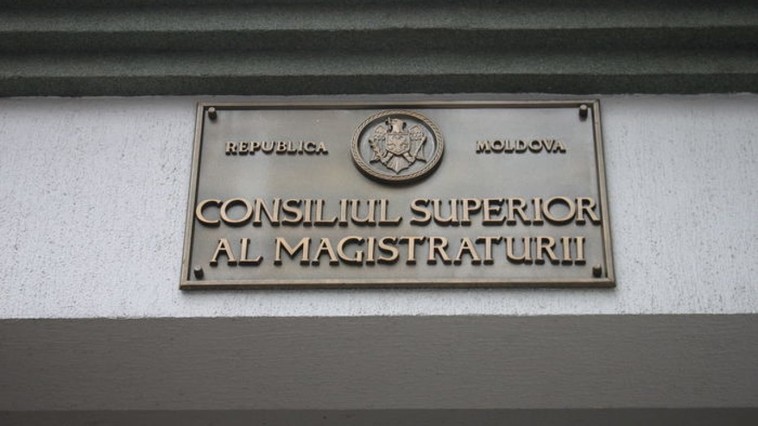 REPUBLICA MOLDOVA
CONSILIUL SUPERIOR
AL MAGISTRATURII